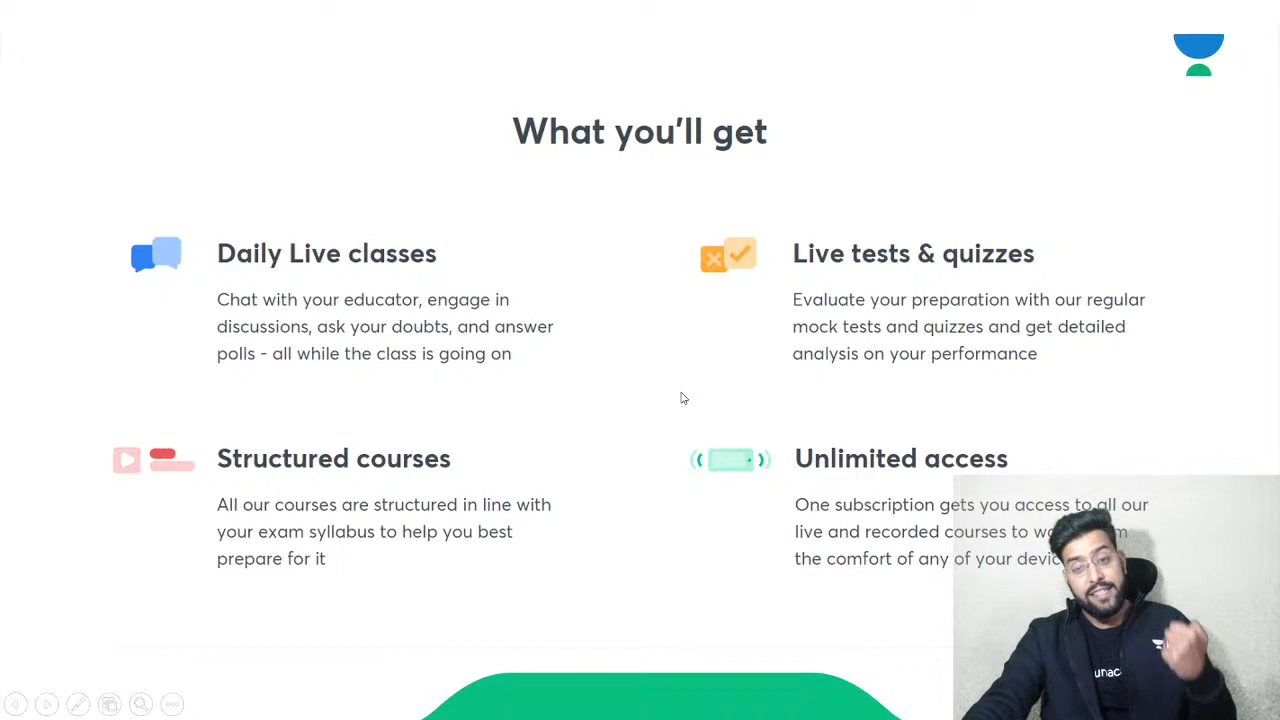 What you'll get
Daily Live classes
Chat with your educator, engage in
discussions, ask your doubts, and answer
polls - all while the class is going on
Live tests & quizzes
Evaluate your preparation with our regular
mock tests and quizzes and get detailed
analysis on your performance
Structured courses
All our courses are structured in line with
your exam syllabus to help you best
prepare for it
Unlimited access
One subscription gets you access to all our
live and recorded courses to
the comfort of any of your
unac